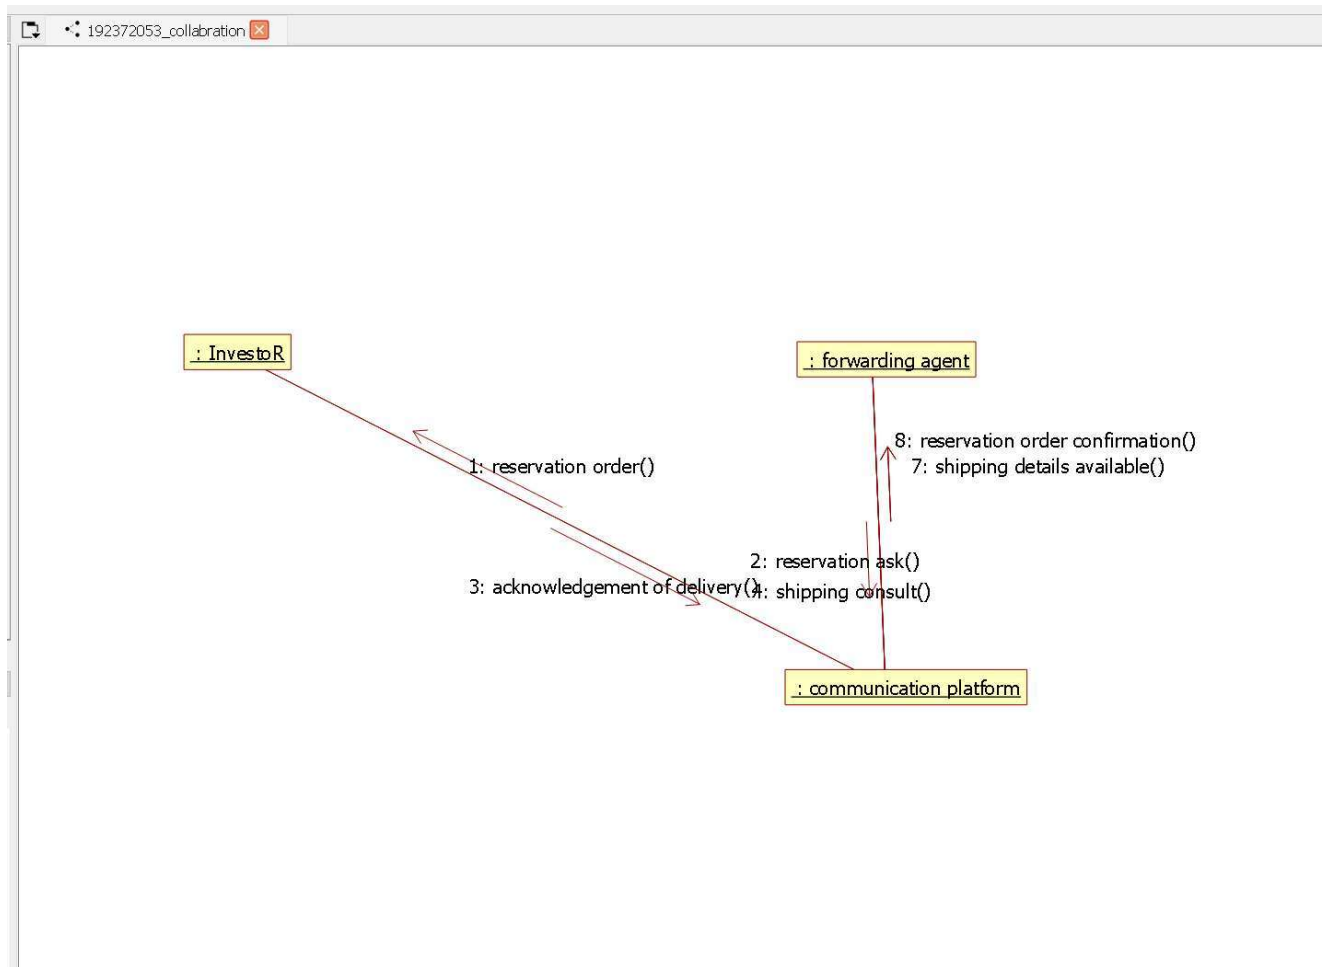 192372053_collabration
: InvestoR
: forwarding agent
8: reservation order confirmation()
1: reservation order()
7: shipping details available()
2: reservation ask()
3: acknowledgement of delivery()
4: shipping consult()
: communication platform